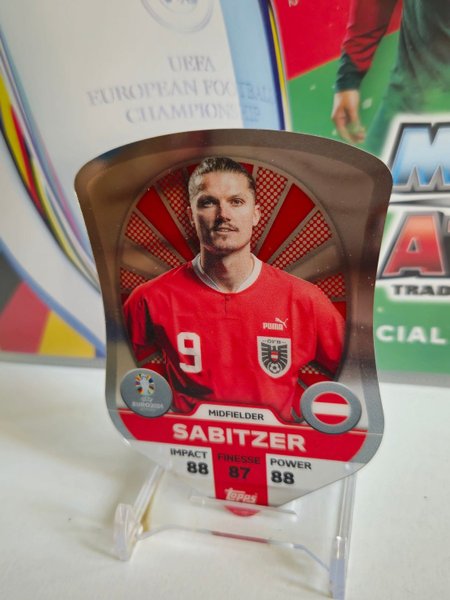 UEFA
EUROPEAN FOOTBALL
CHAMPIONSHIP
M
AT
TRAD
CIAL
9
PUMA
ÖFB
UEFA
EURO2024
MIDFIELDER
SABITZER
IMPACT FINESSE POWER
88 87 88
Topps